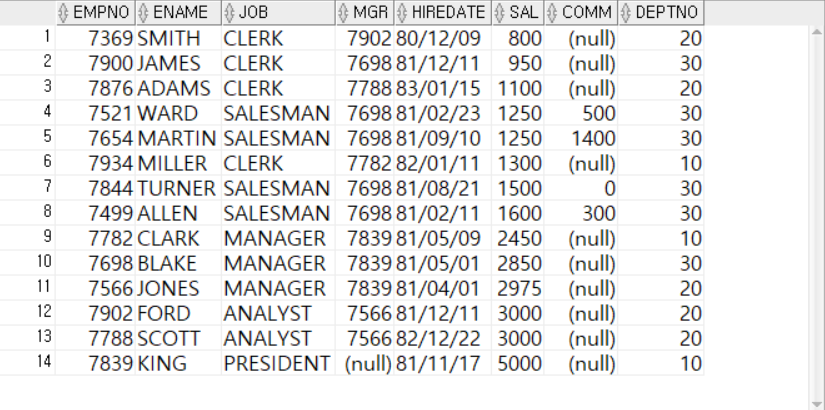 EMPNO ENAME JOB MGR HIREDATE SAL COMM DEPTNO
1 7369 SMITH CLERK 7902 80/12/09 800 (null) 20
2 7900 JAMES CLERK 7698 81/12/11 950 (null) 30
3 7876 ADAMS CLERK 7788 83/01/15 1100 (null) 20
4 7521 WARD SALESMAN 7698 81/02/23 1250 500 30
5 7654 MARTIN SALESMAN 7698 81/09/10 1250 1400 30
6 7934 MILLER CLERK 7782 82/01/11 1300 (null) 10
7 7844 TURNER SALESMAN 7698 81/08/21 1500 0 30
8 7499 ALLEN SALESMAN 7698 81/02/11 1600 300 30
9 7782 CLARK MANAGER 7839 81/05/09 2450 (null) 10
10 7698 BLAKE MANAGER 7839 81/05/01 2850 (null) 30
11 7566 JONES MANAGER 7839 81/04/01 2975 (null) 20
12 7902 FORD ANALYST 7566 81/12/11 3000 (null) 20
13 7788 SCOTT ANALYST 7566 82/12/22 3000 (null) 20
14 7839 KING PRESIDENT (null) 81/11/17 5000 (null) 10